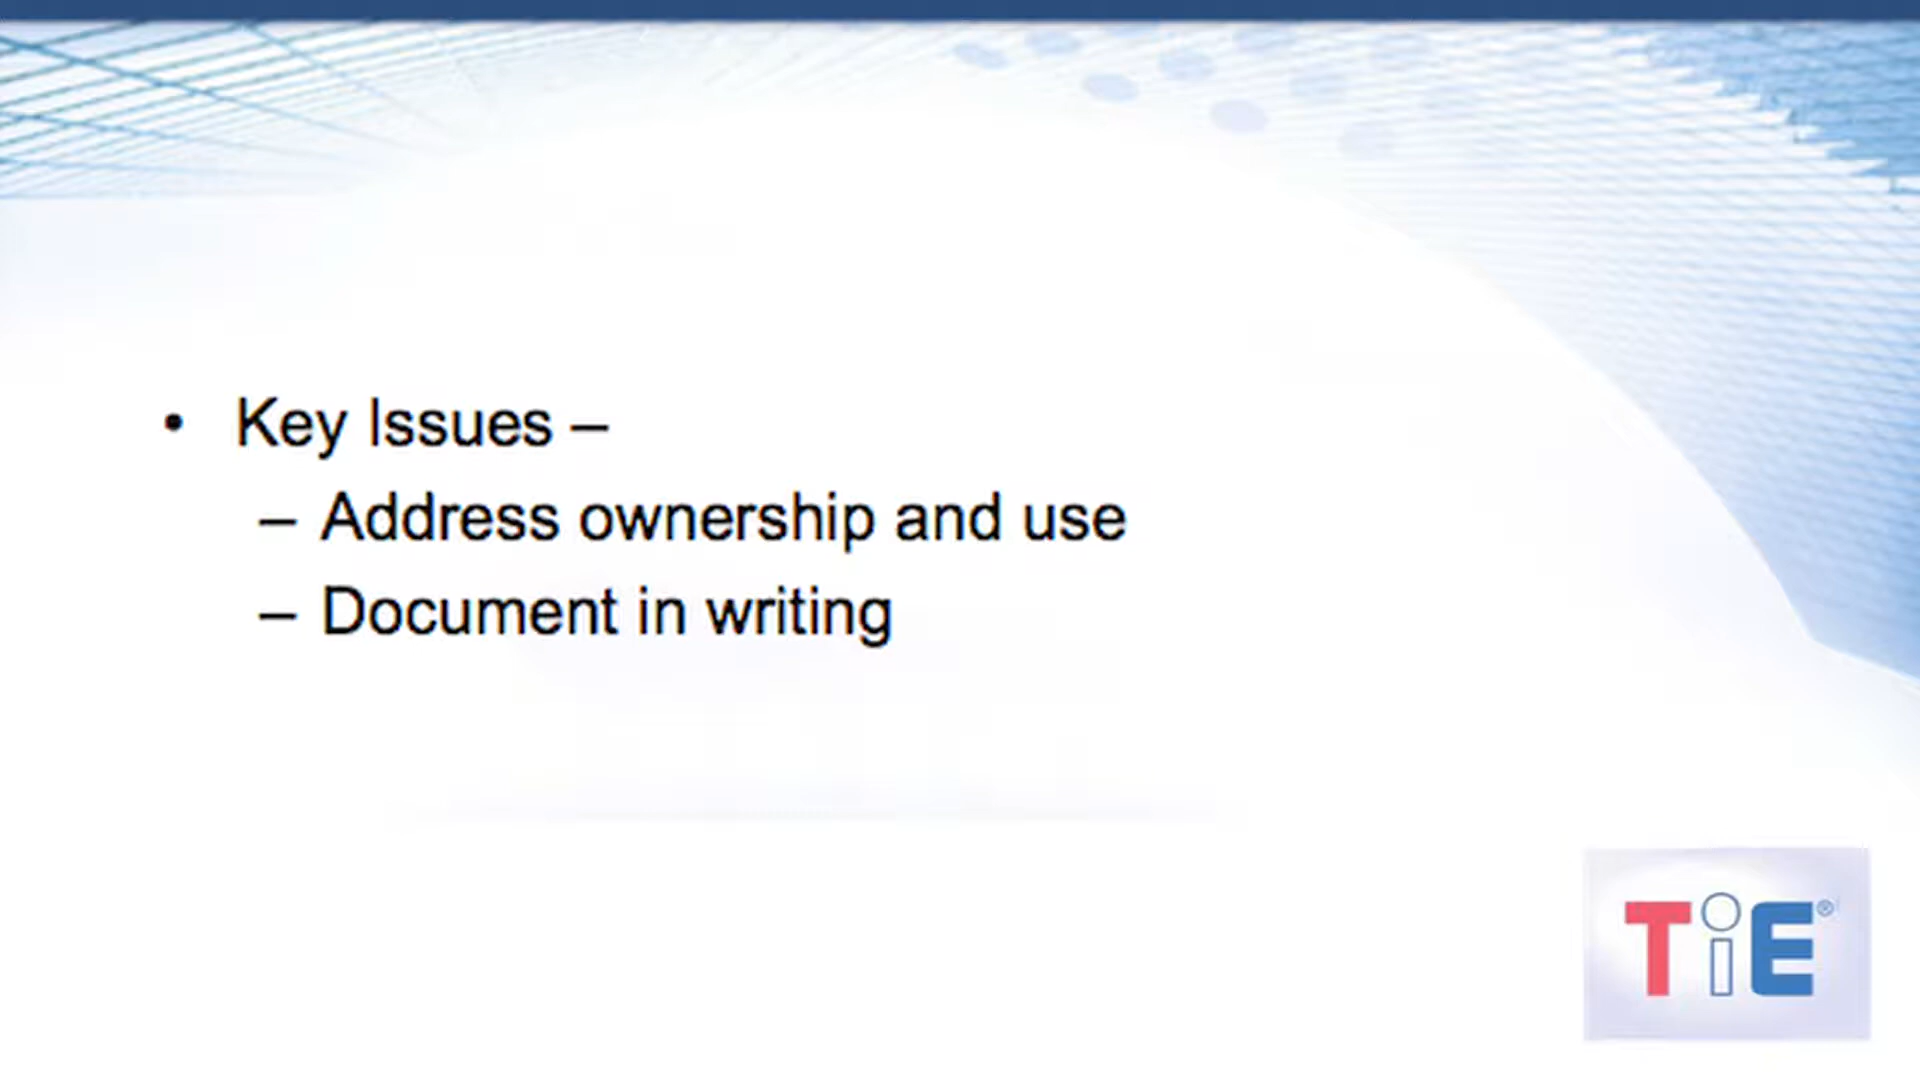 • Key Issues –
– Address ownership and use
– Document in writing
TiE®